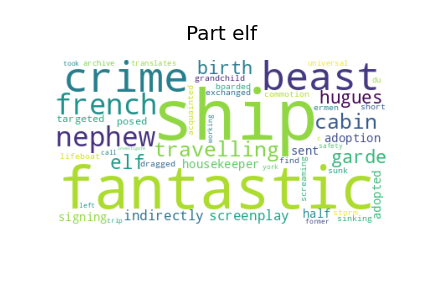 Part elf
took archive translates birth universal du
crime grandchild boarded beast
french acquainted exchanged commotion hugues short
targeted posed ship ermen
nephew working cabin
travelling sent adoption safety
lifeboat call elf housekeeper find garde
dragged york screaming sunk
fantastic adopted
left
signing indirectly screenplay half storm
trip former sinking